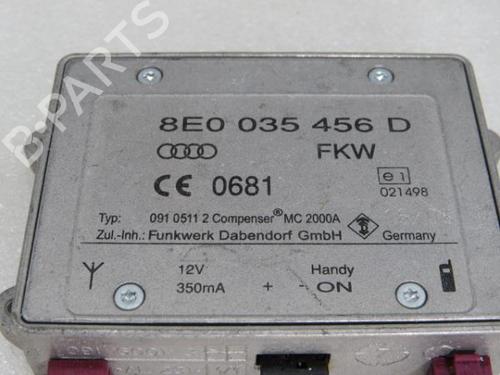 8E0 035 456 D
FKW
CE 0681
e1
021498
Typ: 091 0511 2 Compenser® MC 2000A
Zul.-Inh.: Funkwerk Dabendorf GmbH Germany
12V Handy
350mA + - ON
B-PARTS